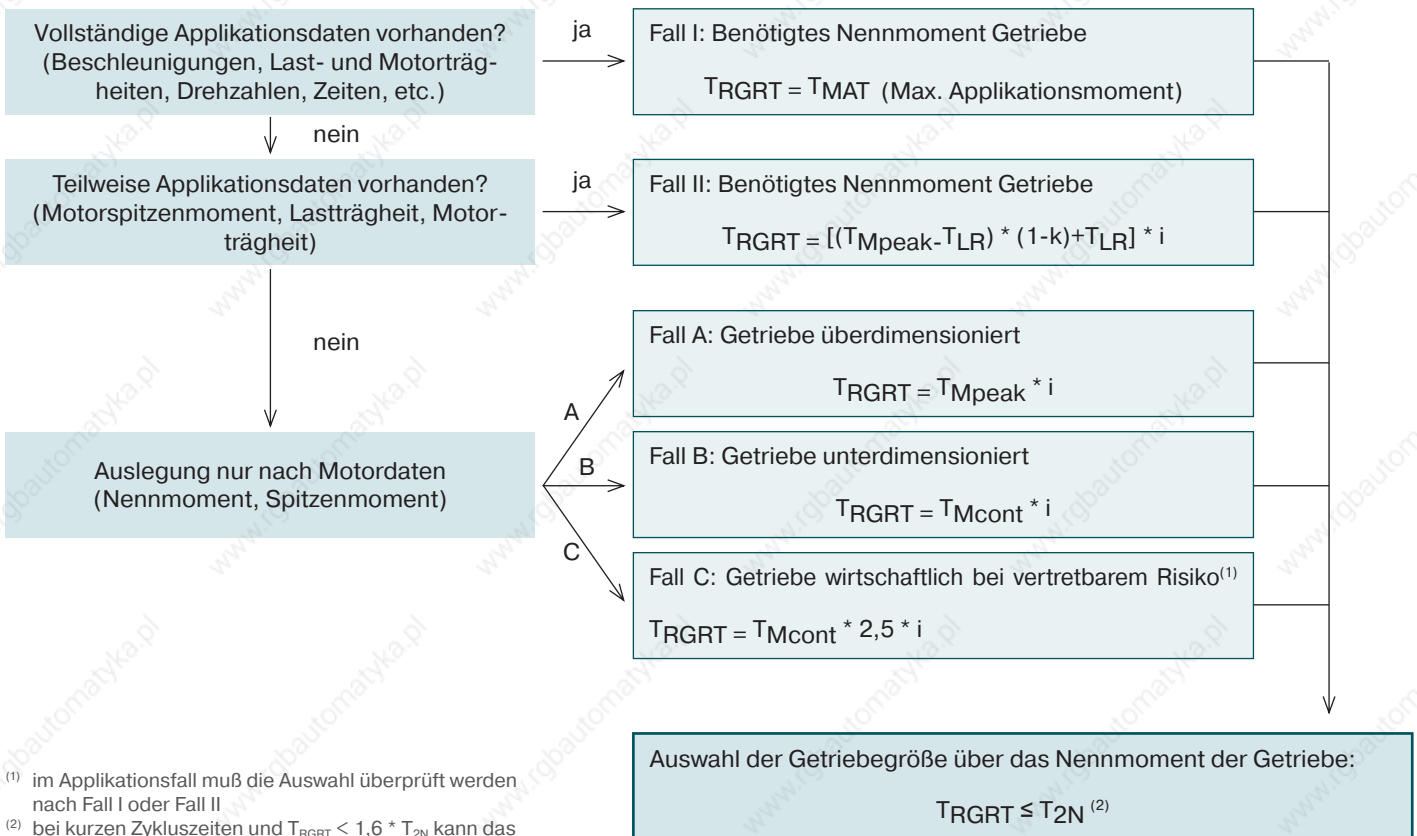 Vollständige Applikationsdaten vorhanden?
(Beschleunigungen, Last- und Motorträg-
heiten, Drehzahlen, Zeiten, etc.)
ja
Fall I: Benötigtes Nennmoment Getriebe
TRGRT = TMAT (Max. Applikationsmoment)
nein
Teilweise Applikationsdaten vorhanden?
(Motorspitzenmoment, Lastträgheit, Motor-
trägheit)
ja
Fall II: Benötigtes Nennmoment Getriebe
TRGRT = [(TMpeak-TLR) * (1-k)+TLR] * i
nein
Fall A: Getriebe überdimensioniert
TRGRT = TMpeak * i
A
Auslegung nur nach Motordaten
(Nennmoment, Spitzenmoment)
B
Fall B: Getriebe unterdimensioniert
TRGRT = TMcont * i
C
Fall C: Getriebe wirtschaftlich bei vertretbarem Risiko(1)
TRGRT = TMcont * 2,5 * i
Auswahl der Getriebegröße über das Nennmoment der Getriebe:
TRGRT ≤ T2N (2)
(1) im Applikationsfall muß die Auswahl überprüft werden
nach Fall I oder Fall II
(2) bei kurzen Zykluszeiten und TRGRT < 1,6 * T2N kann das
www.rgbautomatyka.pl